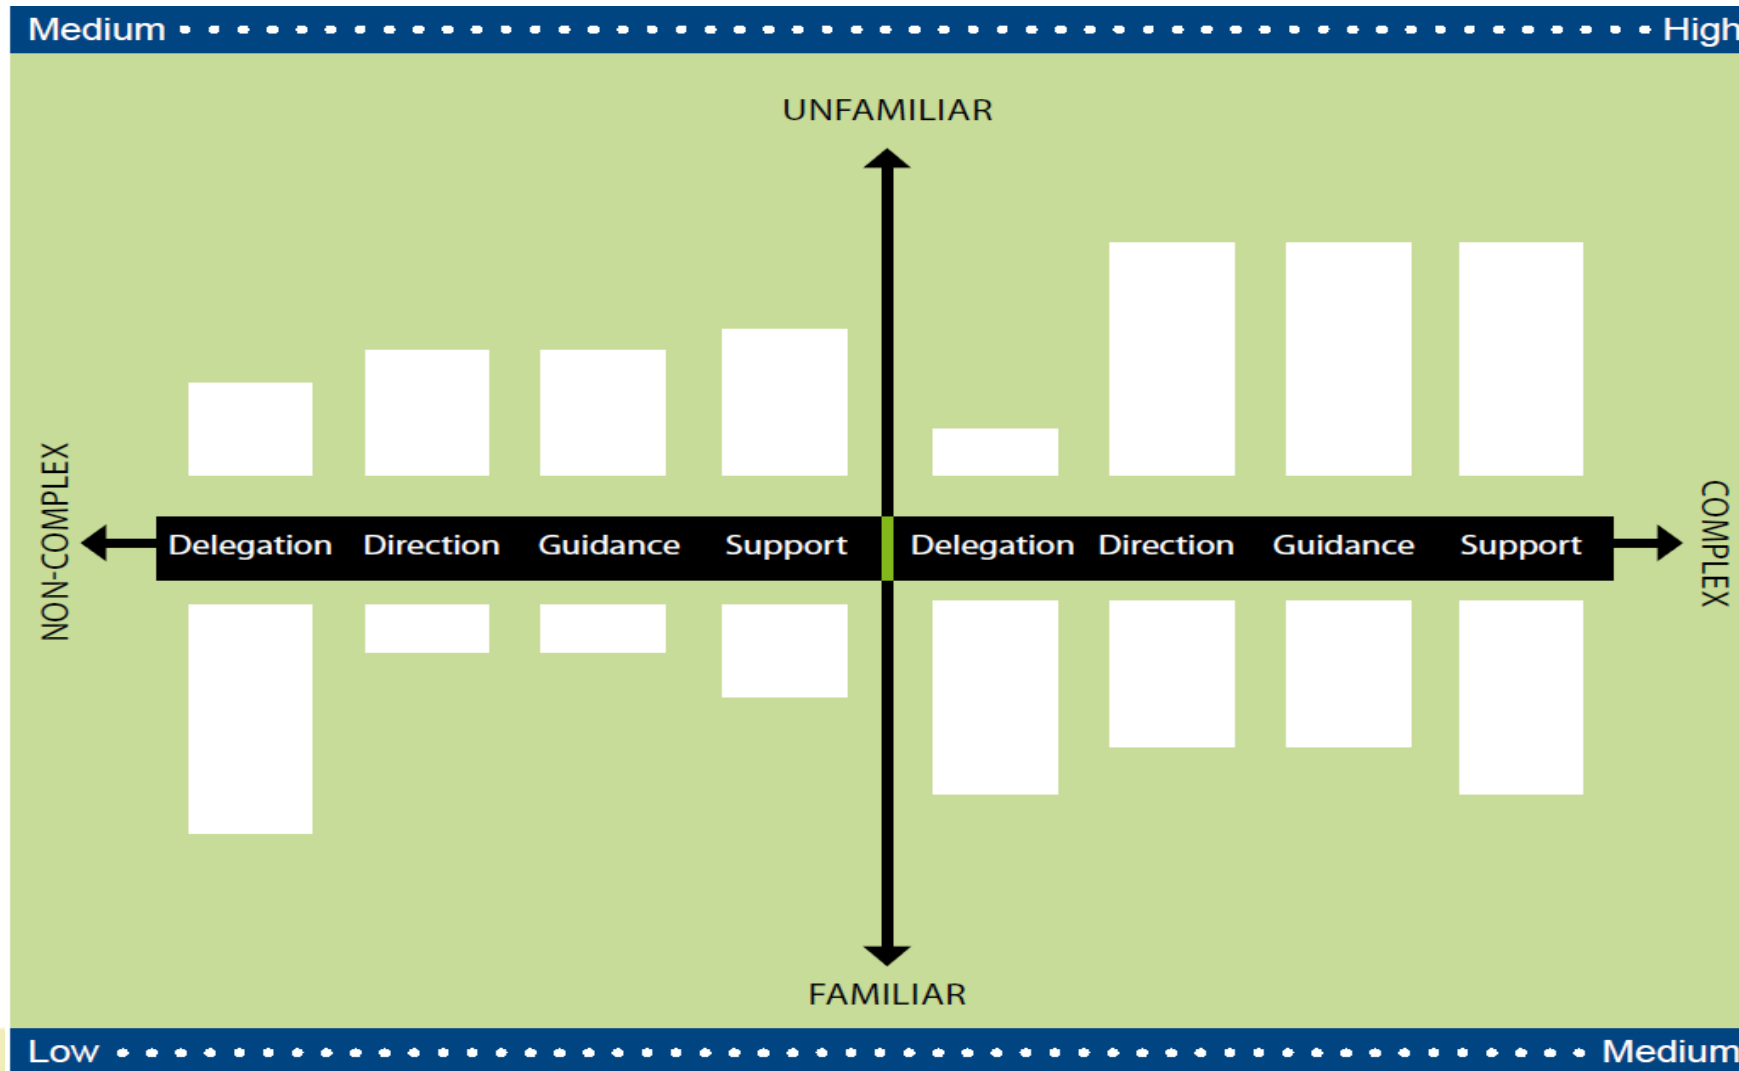 Medium High
UNFAMILIAR
NON-COMPLEX
Delegation Direction Guidance Support Delegation Direction Guidance Support
COMPLEX
FAMILIAR
Low Medium